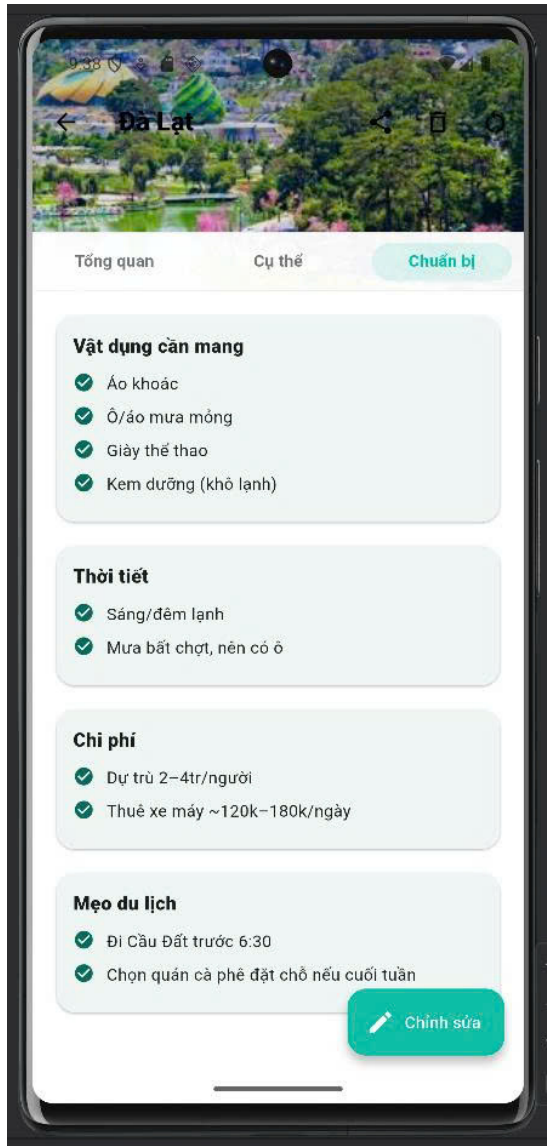 9:38
Đà Lạt
Tổng quan Cụ thể Chuẩn bị
Vật dụng cần mang
Áo khoác
Ô/áo mưa mỏng
Giày thể thao
Kem dưỡng (khô lạnh)
Thời tiết
Sáng/đêm lạnh
Mưa bất chợt, nên có ô
Chi phí
Dự trù 2–4tr/người
Thuê xe máy ~120k–180k/ngày
Mẹo du lịch
Đi Cầu Đất trước 6:30
Chọn quán cà phê đặt chỗ nếu cuối tuần
Chỉnh sửa